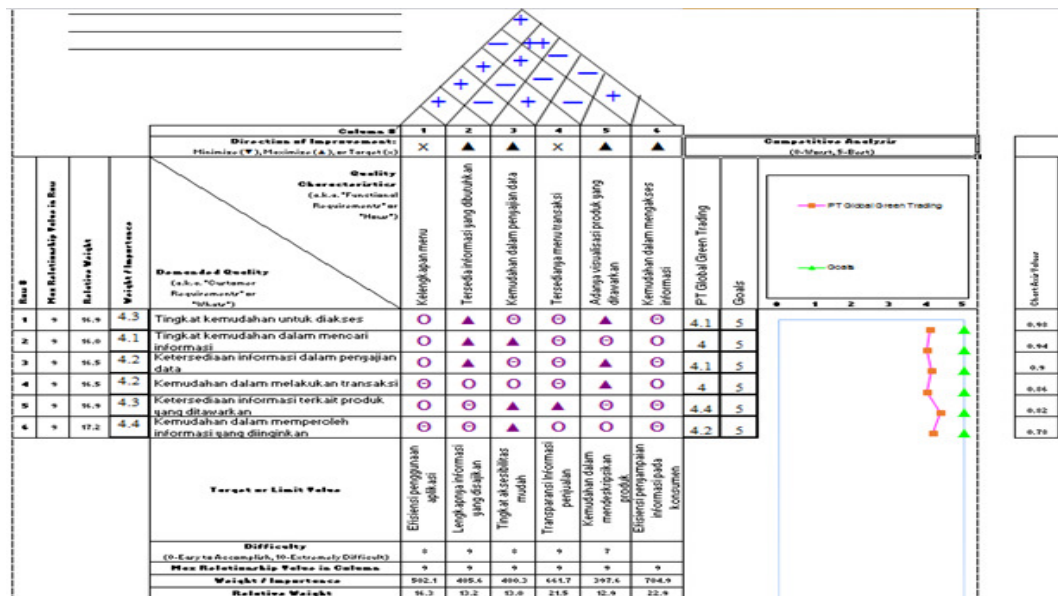 Column # 1 2 3 4 5 6
Direction of Improvement:
Minimize (▼), Maximize (▲), or Target (x) X ▲ ▲ X ▲ ▲
Competitive Analysis
(0=Worst, 5=Best)
Row #
Max Relationship Value in Row
Relative Weight
Weight / Importance
Quality
Characteristics
(a.k.a. "Functional
Requirements" or
"Hows")
Demanded Quality
(a.k.a. "Customer
Requirements" or
"Whats")
Kelengkapan menu
Tersedia informasi yang dibutuhkan
Kemudahan dalam penyajian data
Tersedianya menu transaksi
Adanya visualisasi produk yang
ditawarkan
Kemudahan dalam mengakses
informasi
PT Global Green Trading
Goals
PT Global Green Trading
Goals
0 1 2 3 4 5
1 9 16.9 4.3 Tingkat kemudahan untuk diakses 4.1 5 0.98
2 9 16.0 4.1 Tingkat kemudahan dalam mencari
informasi 4 5 0.94
3 9 16.5 4.2 Ketersediaan informasi dalam penyajian
data 4.1 5 0.9
4 9 16.5 4.2 Kemudahan dalam melakukan transaksi 4 5 0.86
5 9 16.9 4.3 Ketersediaan informasi terkait produk
yang ditawarkan 4.4 5 0.82
6 9 17.2 4.4 Kemudahan dalam memperoleh
informasi yang diinginkan 4.2 5 0.78
Target or Limit Value
Efisiensi penggunaan
aplikasi
Lengkapnya informasi
yang disajikan
Tingkat aksesibilitas
mudah
Transparansi informasi
penjualan
Kemudahan dalam
mendeskripsikan
produk
Efisiensi penyampaian
informasi pada
konsumen
Difficulty
(0=Easy to Accomplish, 10=Extremely Difficult) 8 9 8 9 7
Max Relationship Value in Column 9 9 9 9 9 9
Weight / Importance 502.1 405.6 400.3 661.7 397.6 704.9
Relative Weight 16.3 13.2 13.0 21.5 12.9 22.9